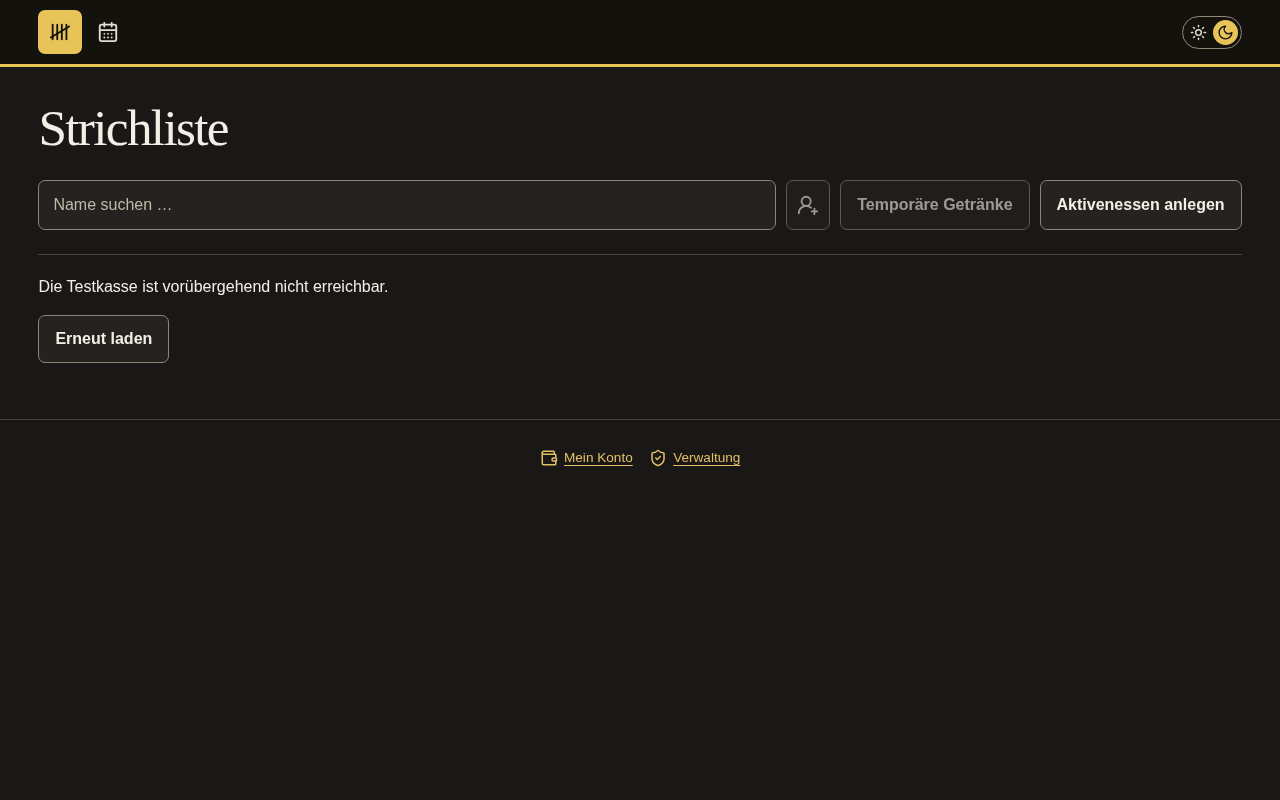 Strichliste
Name suchen …
Temporäre Getränke
Aktivenessen anlegen
Die Testkasse ist vorübergehend nicht erreichbar.
Erneut laden
Mein Konto
Verwaltung